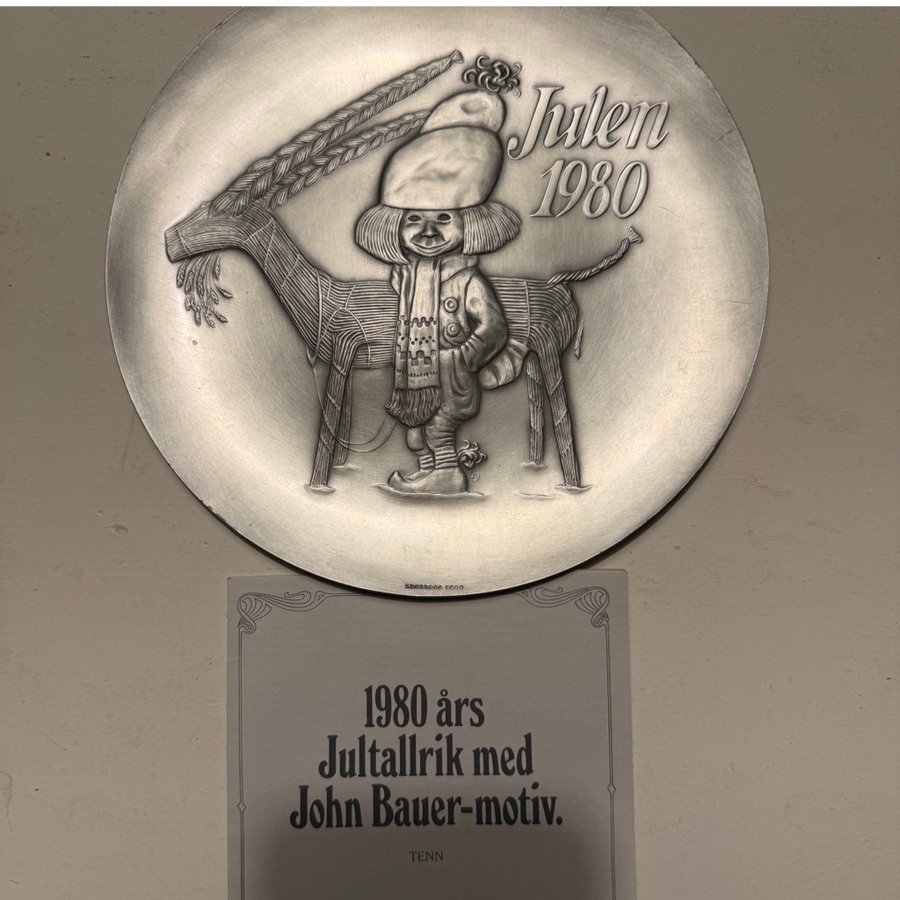 Julen
1980
1980 års
Jultallrik med
John Bauer-motiv.
TENN